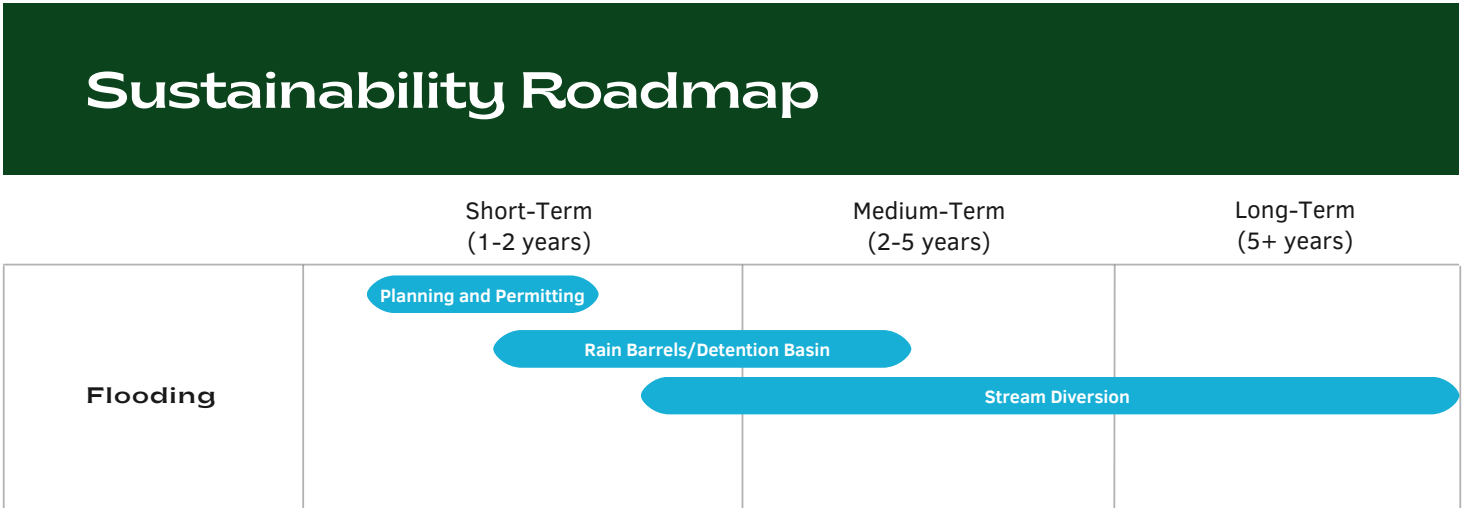 Sustainability Roadmap
Short-Term
(1-2 years)
Medium-Term
(2-5 years)
Long-Term
(5+ years)
Planning and Permitting
Rain Barrels/Detention Basin
Flooding
Stream Diversion